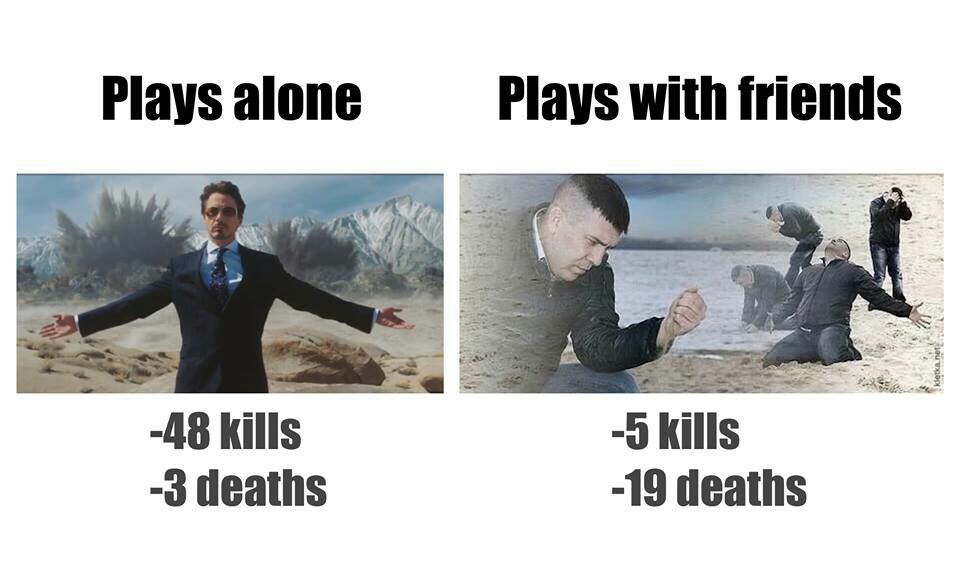 Plays alone
Plays with friends
-48 kills
-3 deaths
-5 kills
-19 deaths